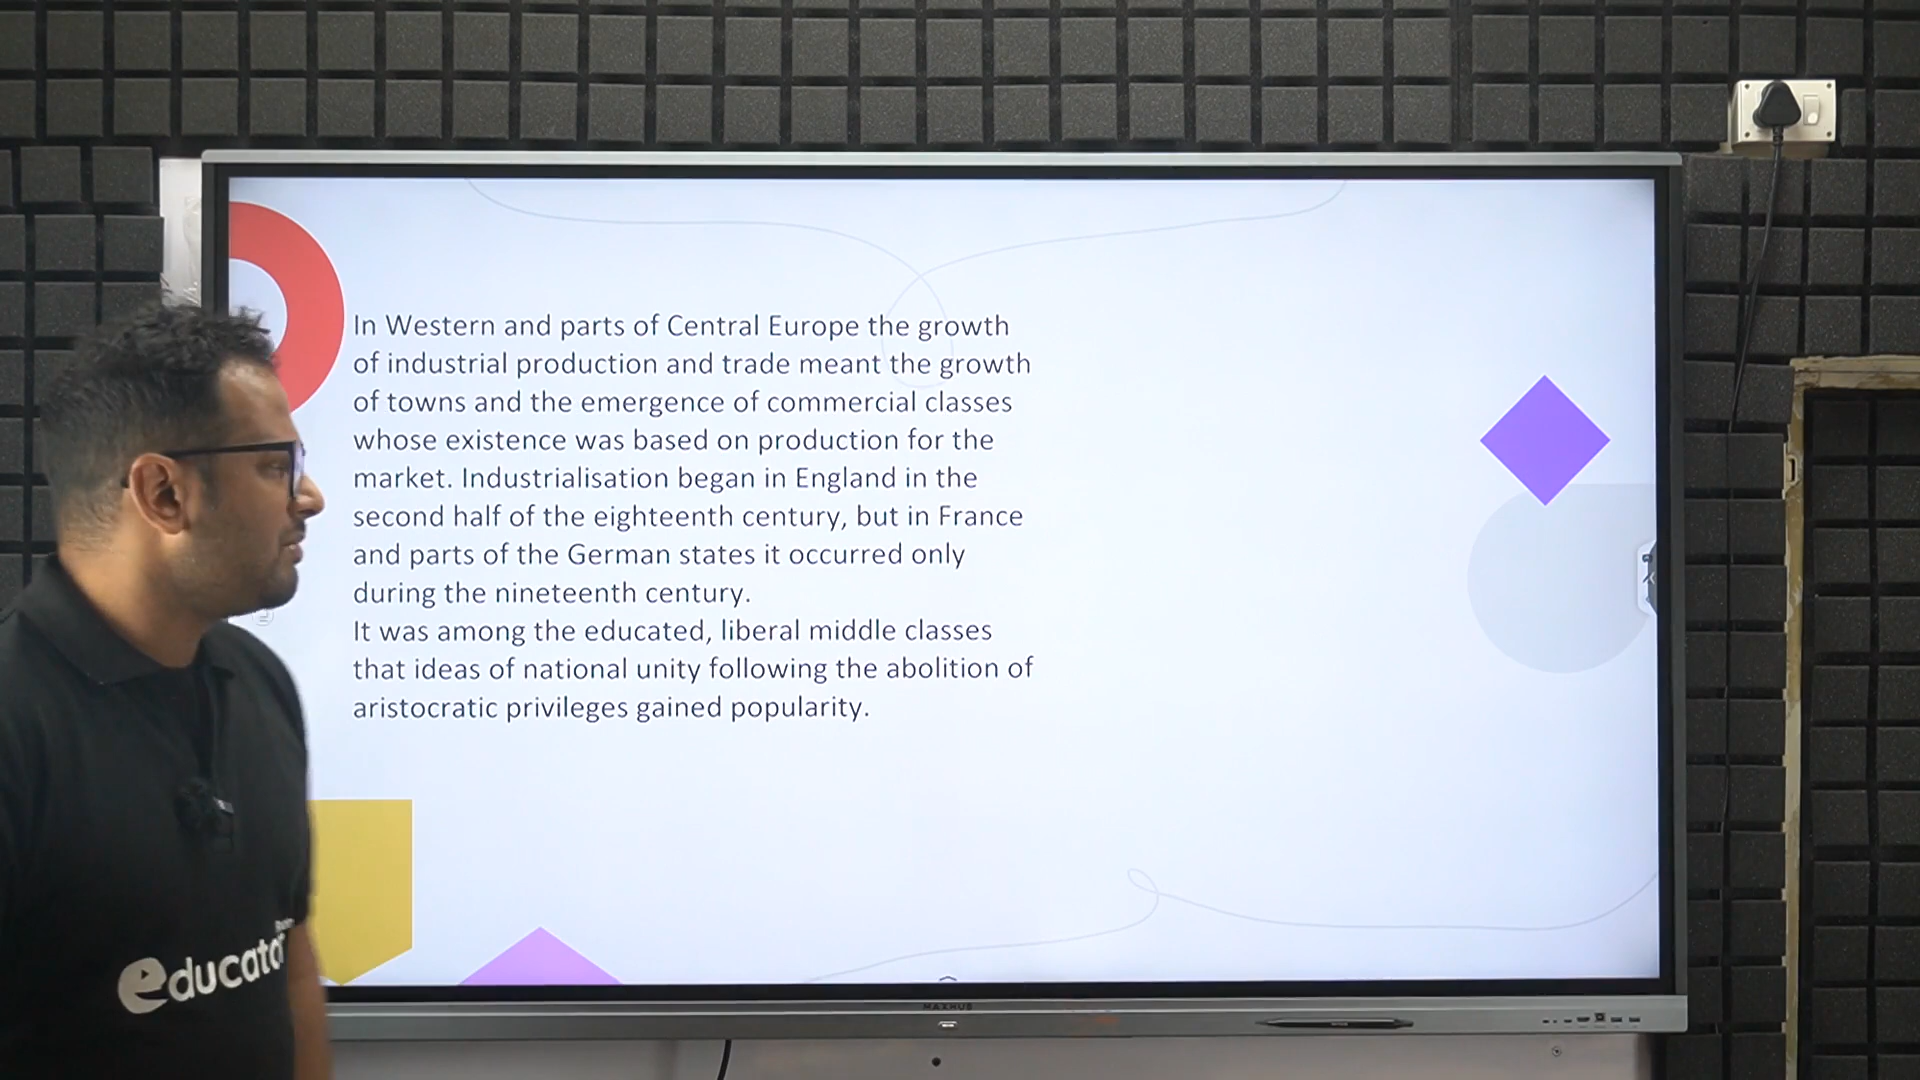 In Western and parts of Central Europe the growth
of industrial production and trade meant the growth
of towns and the emergence of commercial classes
whose existence was based on production for the
market. Industrialisation began in England in the
second half of the eighteenth century, but in France
and parts of the German states it occurred only
during the nineteenth century.
It was among the educated, liberal middle classes
that ideas of national unity following the abolition of
aristocratic privileges gained popularity.
educato
MAXHUB